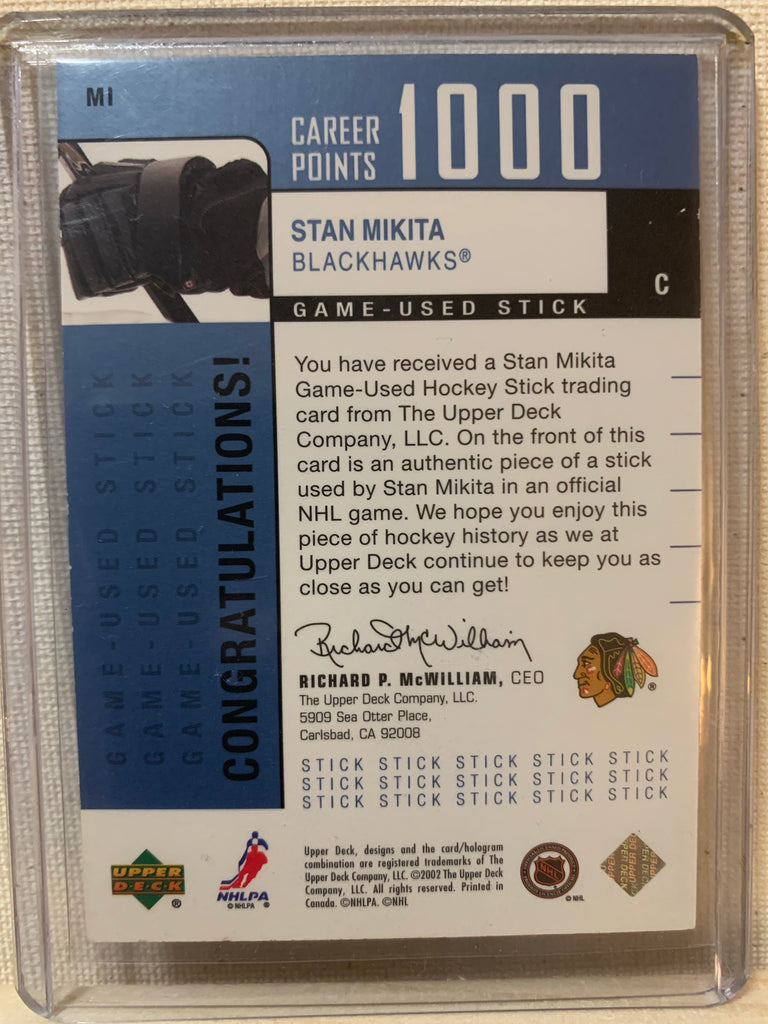 MI
CAREER POINTS 1000
STAN MIKITA
BLACKHAWKS®
C
GAME-USED STICK
GAME-USED STICK
GAME-USED STICK
GAME-USED STICK
CONGRATULATIONS!
You have received a Stan Mikita
Game-Used Hockey Stick trading
card from The Upper Deck
Company, LLC. On the front of this
card is an authentic piece of a stick
used by Stan Mikita in an official
NHL game. We hope you enjoy this
piece of hockey history as we at
Upper Deck continue to keep you as
close as you can get!
Richard P. McWilliam
RICHARD P. McWILLIAM, CEO
The Upper Deck Company, LLC.
5909 Sea Otter Place,
Carlsbad, CA 92008
®
STICK STICK STICK STICK STICK
STICK STICK STICK STICK STICK
STICK STICK STICK STICK STICK
UPPER
DECK
®
NHLPA
© NHLPA ®
Upper Deck, designs and the card/hologram
combination are registered trademarks of The
Upper Deck Company, LLC. ©2002 The Upper Deck
Company, LLC. All rights reserved. Printed in
Canada. ©NHLPA. ©NHL
NHL
© NHL
UPPER DECK